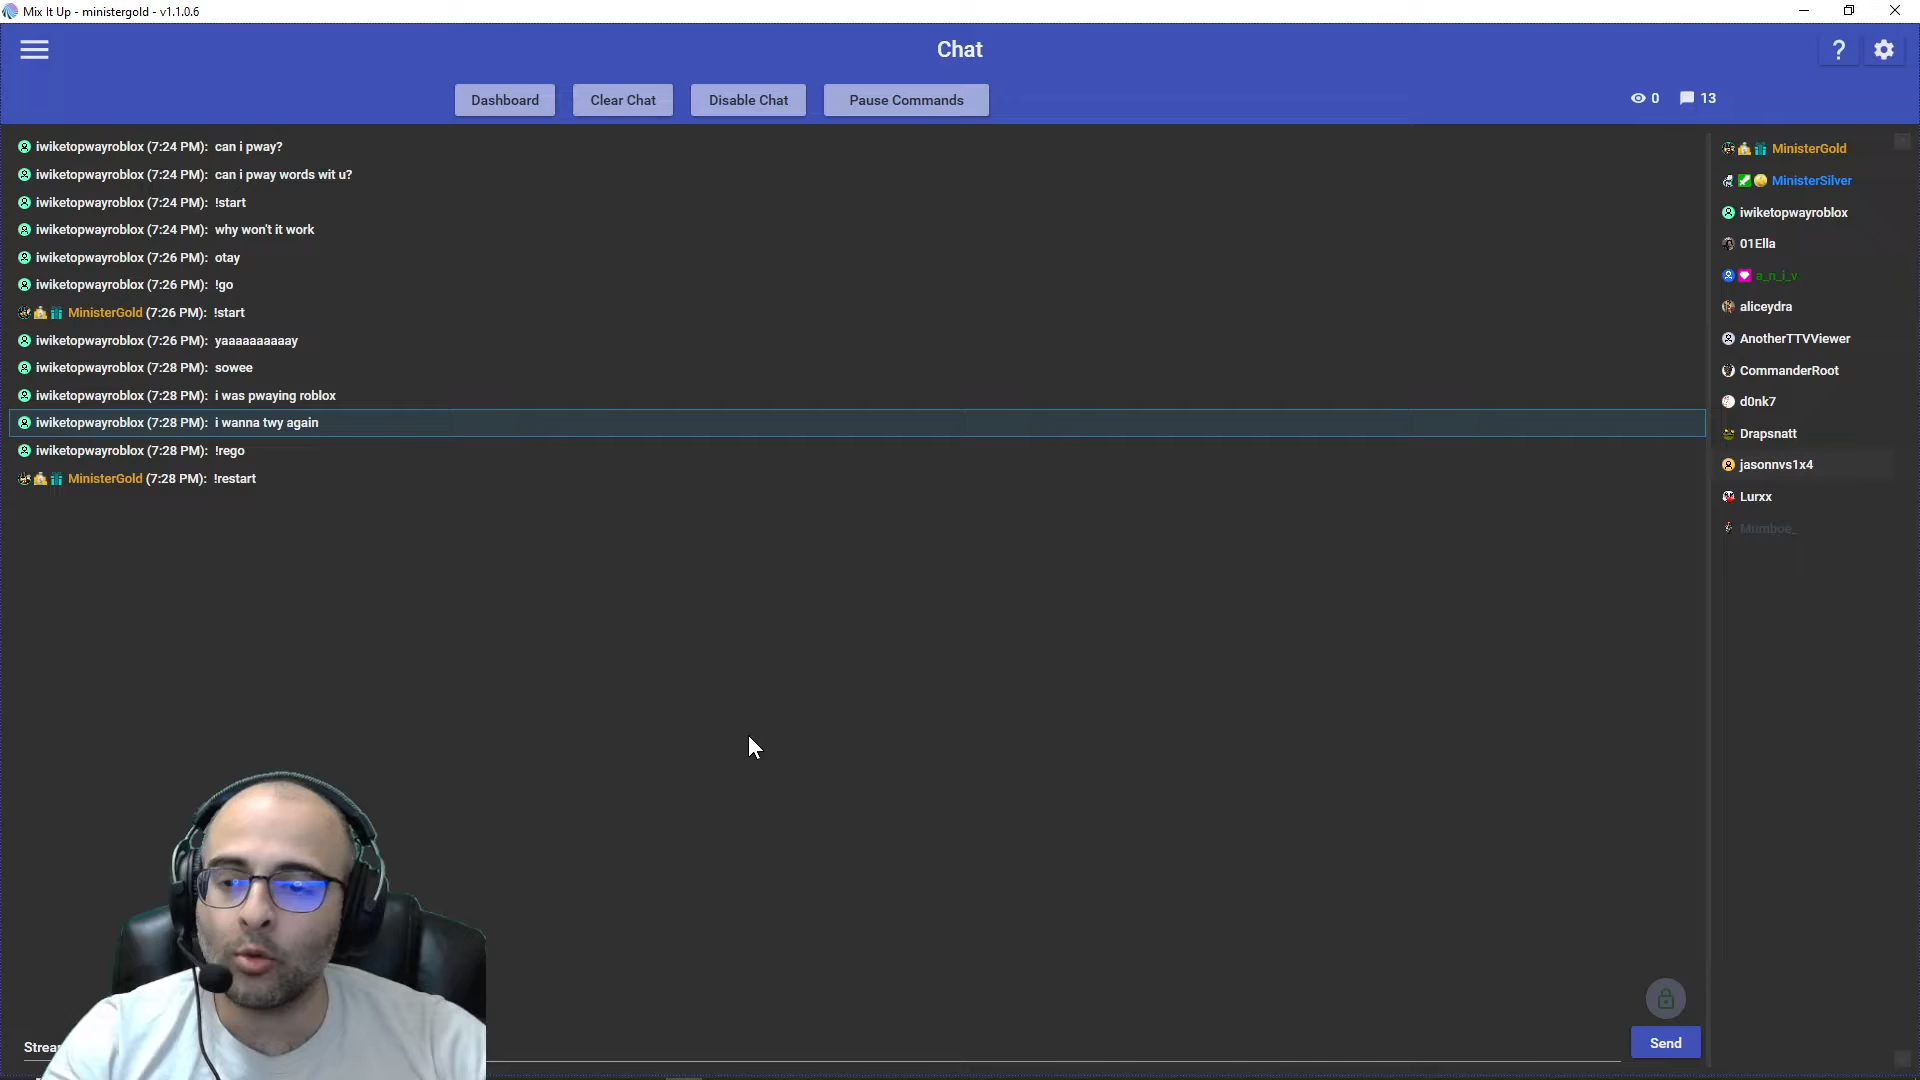 Mix It Up - ministergold - v1.1.0.6
Chat
?
Dashboard
Clear Chat
Disable Chat
Pause Commands
0
13
iwiketopwayroblox (7:24 PM): can i pway?
iwiketopwayroblox (7:24 PM): can i pway words wit u?
iwiketopwayroblox (7:24 PM): !start
iwiketopwayroblox (7:24 PM): why won't it work
iwiketopwayroblox (7:26 PM): otay
iwiketopwayroblox (7:26 PM): !go
MinisterGold (7:26 PM): !start
iwiketopwayroblox (7:26 PM): yaaaaaaaaay
iwiketopwayroblox (7:28 PM): sowee
iwiketopwayroblox (7:28 PM): i was pwaying roblox
iwiketopwayroblox (7:28 PM): i wanna twy again
iwiketopwayroblox (7:28 PM): !rego
MinisterGold (7:28 PM): !restart
MinisterGold
MinisterSilver
iwiketopwayroblox
01Ella
a_n_i_v
aliceydra
AnotherTTVViewer
CommanderRoot
d0nk7
Drapsnatt
jasonnvs1x4
Lurxx
Mumboe_
Strea
Send